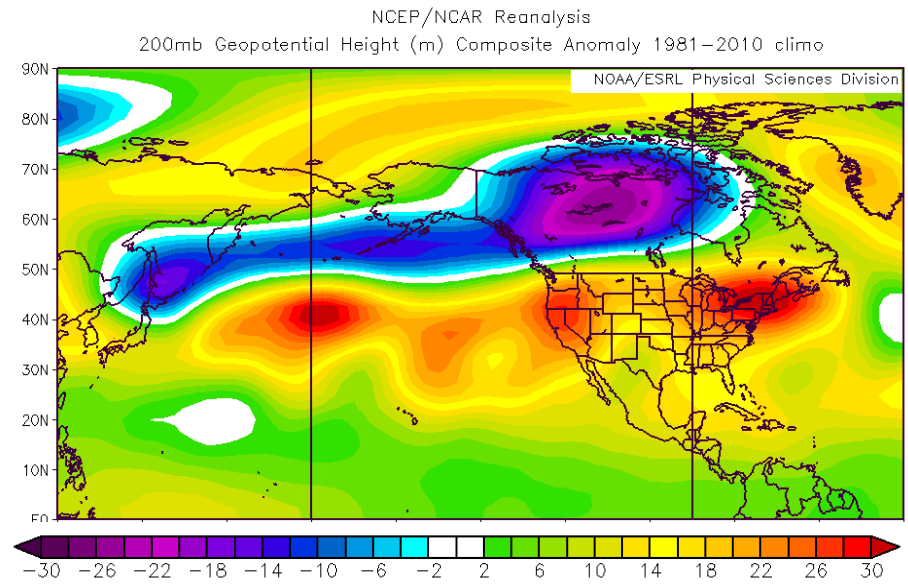 NCEP/NCAR Reanalysis
200mb Geopotential Height (m) Composite Anomaly 1981-2010 climo
NOAA/ESRL Physical Sciences Division
90N
80N
70N
60N
50N
40N
30N
20N
10N
-30 -26 -22 -18 -14 -10 -6 -2 2 6 10 14 18 22 26 30